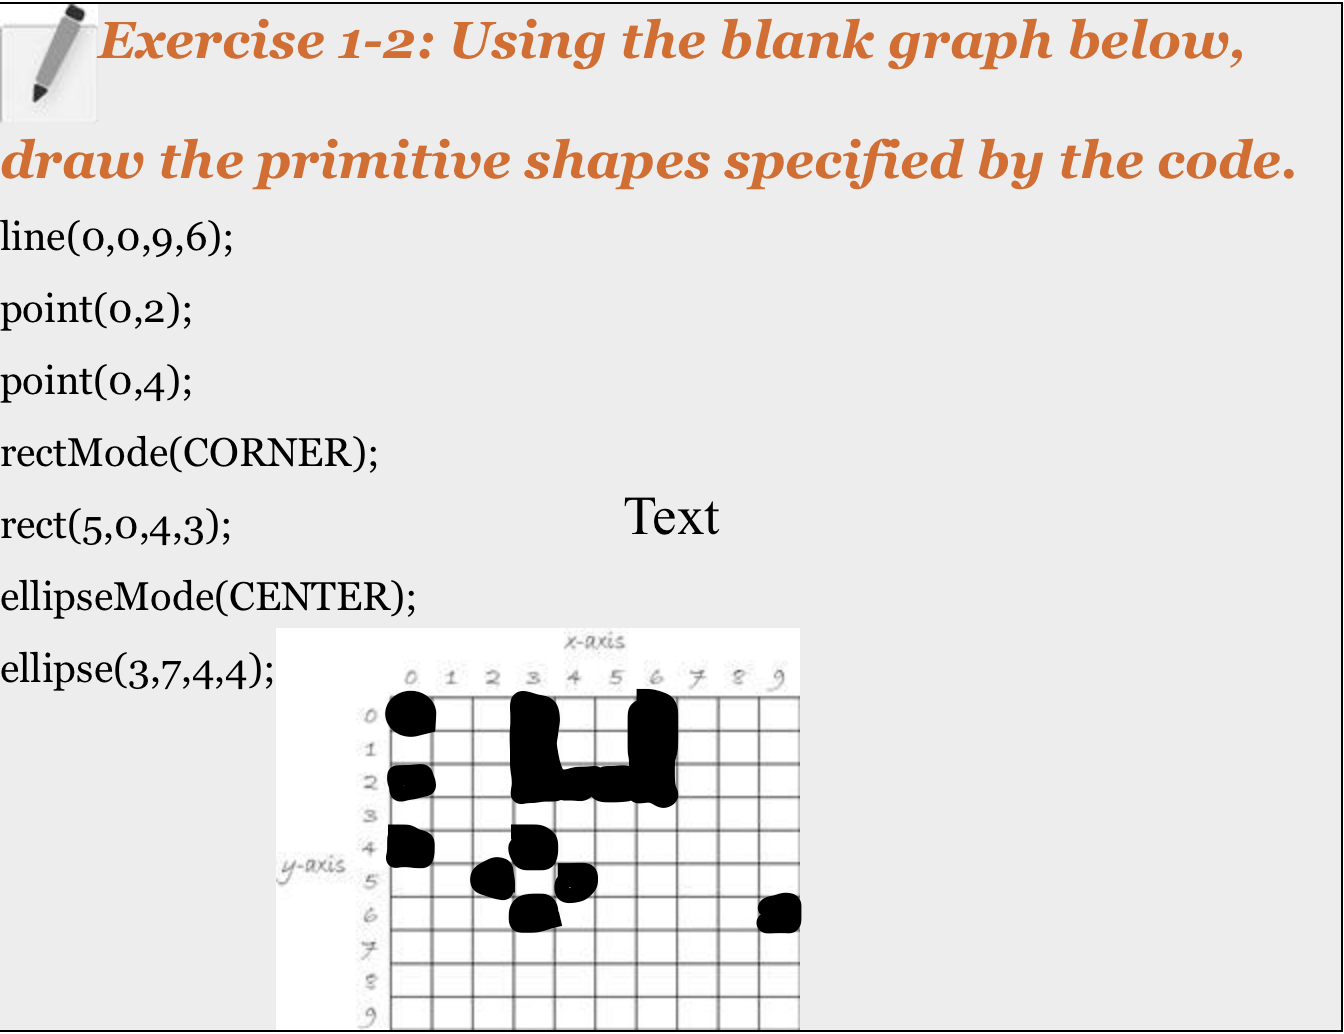 Exercise 1-2: Using the blank graph below,
draw the primitive shapes specified by the code.
line(0,0,9,6);
point(0,2);
point(0,4);
rectMode(CORNER);
rect(5,0,4,3);
Text
ellipseMode(CENTER);
ellipse(3,7,4,4);
x-axis
0 1 2 3 4 5 6 7 8 9
0
1
2
3
4
y-axis
5
6
7
8
9